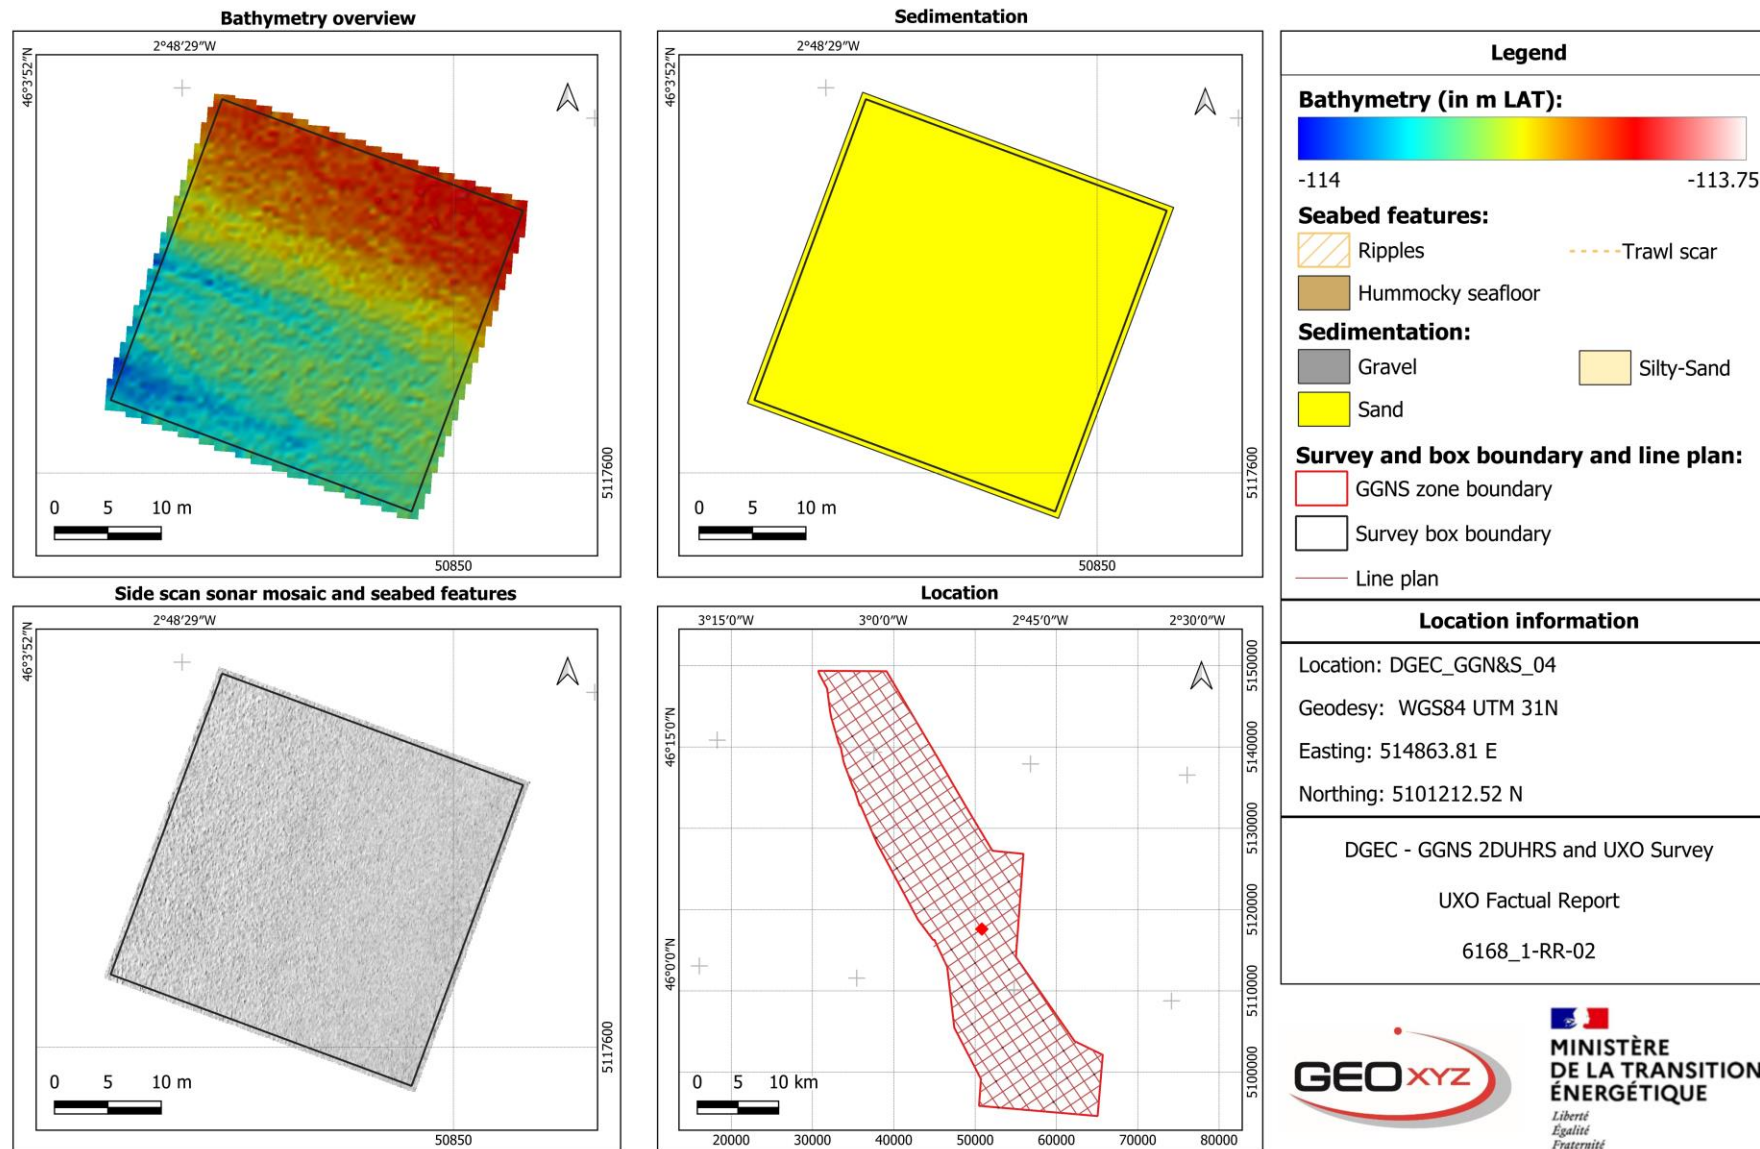 Bathymetry overview
2°48'29"W
46°3'52"N
0 5 10 m
5117600
50850
Sedimentation
2°48'29"W
46°3'52"N
0 5 10 m
5117600
50850
Side scan sonar mosaic and seabed features
2°48'29"W
46°3'52"N
0 5 10 m
5117600
50850
Location
3°15'0"W 3°0'0"W 2°45'0"W 2°30'0"W
46°15'0"N
46°0'0"N
5150000
5140000
5130000
5120000
5110000
5100000
0 5 10 km
20000 30000 40000 50000 60000 70000 80000
Legend
Bathymetry (in m LAT):
-114 -113.75
Seabed features:
Ripples Trawl scar
Hummocky seafloor
Sedimentation:
Gravel Silty-Sand
Sand
Survey and box boundary and line plan:
GGNS zone boundary
Survey box boundary
Line plan
Location information
Location: DGEC_GGN&S_04
Geodesy: WGS84 UTM 31N
Easting: 514863.81 E
Northing: 5101212.52 N
DGEC - GGNS 2DUHRS and UXO Survey
UXO Factual Report
6168_1-RR-02
GEO XYZ
MINISTÈRE
DE LA TRANSITION
ÉNERGÉTIQUE
Liberté
Égalité
Fraternité